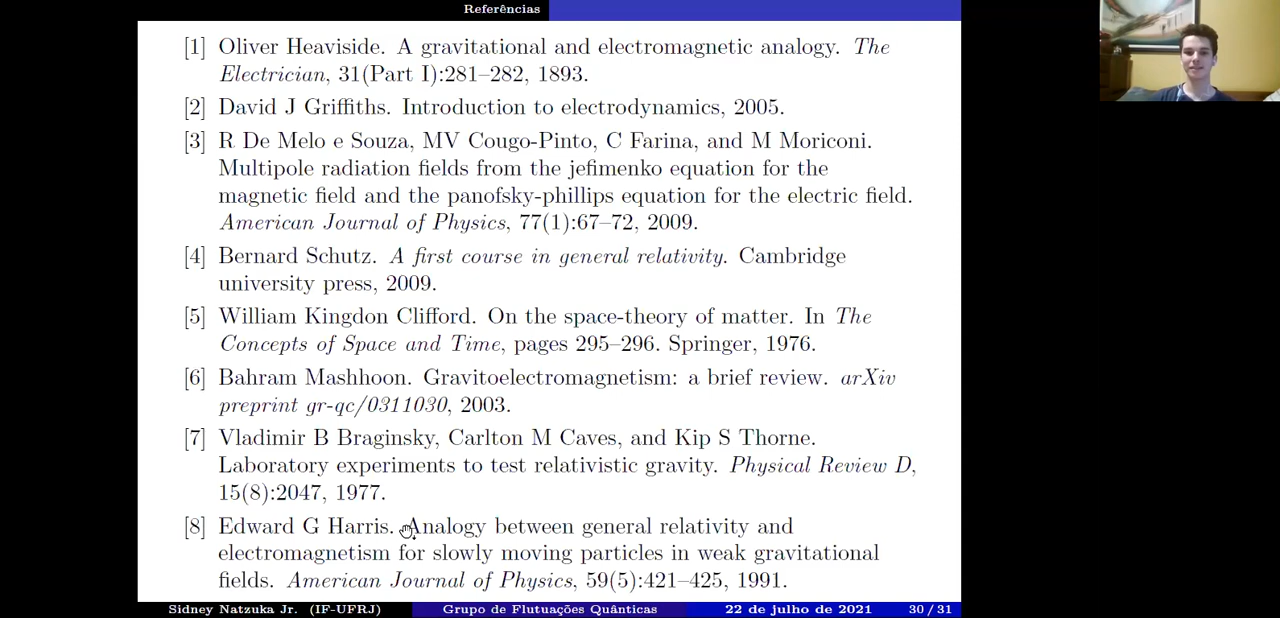 Referências
[1] Oliver Heaviside. A gravitational and electromagnetic analogy. The
Electrician, 31(Part I):281–282, 1893.
[2] David J Griffiths. Introduction to electrodynamics, 2005.
[3] R De Melo e Souza, MV Cougo-Pinto, C Farina, and M Moriconi.
Multipole radiation fields from the jefimenko equation for the
magnetic field and the panofsky-phillips equation for the electric field.
American Journal of Physics, 77(1):67–72, 2009.
[4] Bernard Schutz. A first course in general relativity. Cambridge
university press, 2009.
[5] William Kingdon Clifford. On the space-theory of matter. In The
Concepts of Space and Time, pages 295–296. Springer, 1976.
[6] Bahram Mashhoon. Gravitoelectromagnetism: a brief review. arXiv
preprint gr-qc/0311030, 2003.
[7] Vladimir B Braginsky, Carlton M Caves, and Kip S Thorne.
Laboratory experiments to test relativistic gravity. Physical Review D,
15(8):2047, 1977.
[8] Edward G Harris. Analogy between general relativity and
electromagnetism for slowly moving particles in weak gravitational
fields. American Journal of Physics, 59(5):421–425, 1991.
Sidney Natzuka Jr. (IF-UFRJ) Grupo de Flutuações Quânticas 22 de julho de 2021 30 / 31